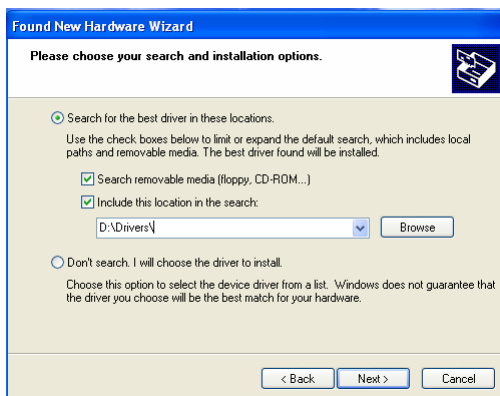 Found New Hardware Wizard
Please choose your search and installation options.
Search for the best driver in these locations.
Use the check boxes below to limit or expand the default search, which includes local
paths and removable media. The best driver found will be installed.
Search removable media (floppy, CD-ROM...)
Include this location in the search:
D:\Drivers\
Browse
Don't search. I will choose the driver to install.
Choose this option to select the device driver from a list. Windows does not guarantee that
the driver you choose will be the best match for your hardware.
< Back Next > Cancel